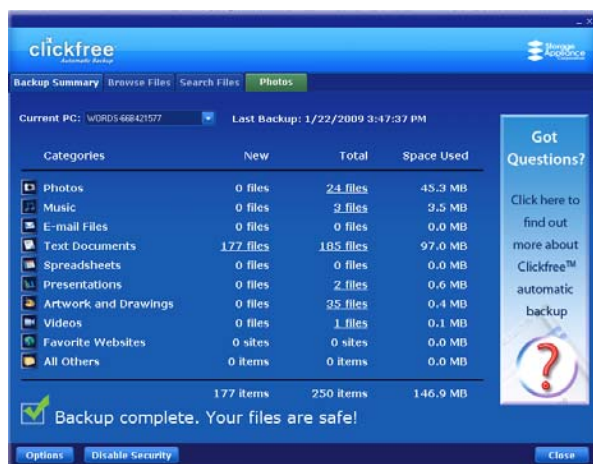 clickfree
Automatic Backup
Storage
Appliance
Corporation
Backup Summary Browse Files Search Files Photos
Current PC: WORDS-668421577 Last Backup: 1/22/2009 3:47:37 PM
Categories New Total Space Used
Photos 0 files 24 files 45.3 MB
Music 0 files 3 files 3.5 MB
E-mail Files 0 files 0 files 0.0 MB
Text Documents 177 files 185 files 97.0 MB
Spreadsheets 0 files 0 files 0.0 MB
Presentations 0 files 2 files 0.6 MB
Artwork and Drawings 0 files 35 files 0.4 MB
Videos 0 files 1 files 0.1 MB
Favorite Websites 0 sites 0 sites 0.0 MB
All Others 0 items 0 items 0.0 MB
177 items 250 items 146.9 MB
Backup complete. Your files are safe!
Got
Questions?
Click here to
find out
more about
Clickfree™
automatic
backup
?
Options Disable Security Close